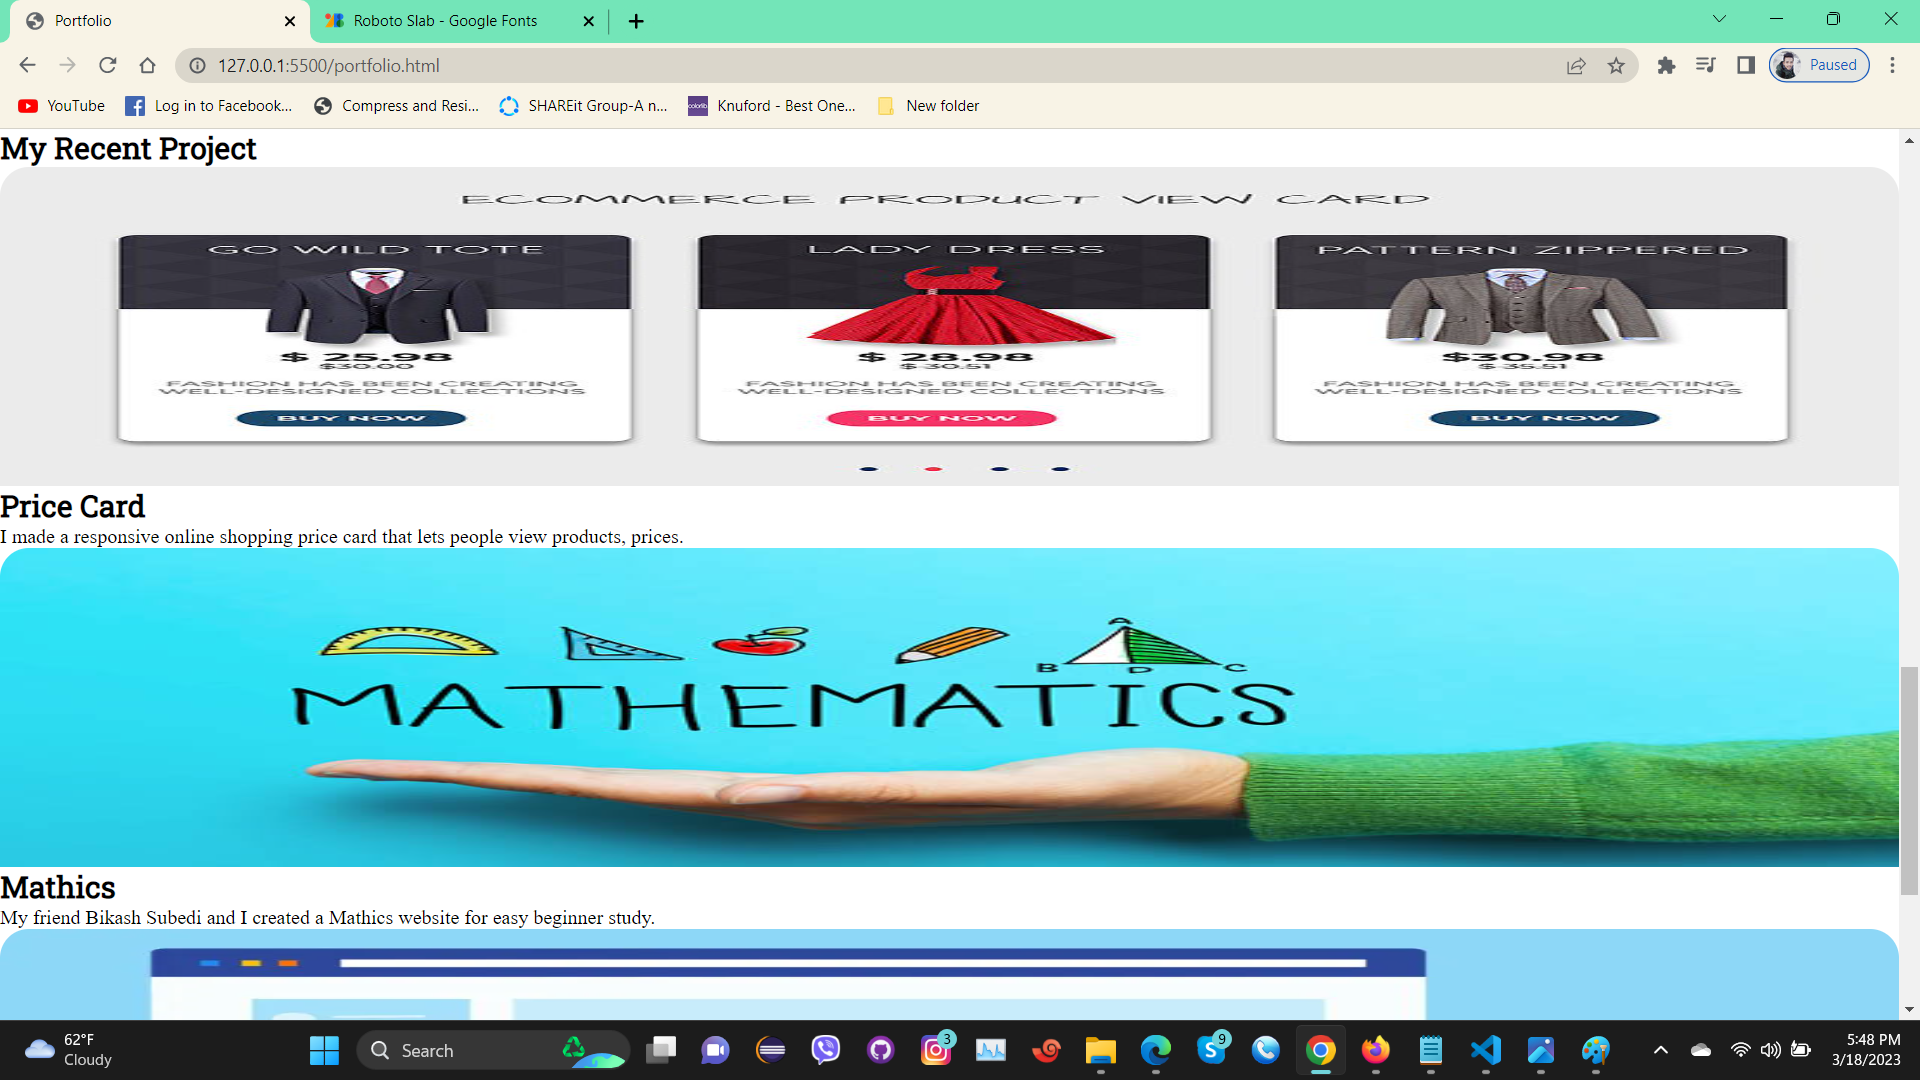 Portfolio
Roboto Slab - Google Fonts
127.0.0.1:5500/portfolio.html
Paused
YouTube
Log in to Facebook...
Compress and Resi...
SHAREit Group-A n...
colorlib.
Knuford - Best One...
New folder
My Recent Project
ECOMMERCE PRODUCT VIEW CARD
GO WILD TOTE
$ 25.98
$30.00
FASHION HAS BEEN CREATING
WELL-DESIGNED COLLECTIONS
BUY NOW
LADY DRESS
$ 28.98
$ 30.51
FASHION HAS BEEN CREATING
WELL-DESIGNED COLLECTIONS
BUY NOW
PATTERN ZIPPERED
$30.98
$ 35.51
FASHION HAS BEEN CREATING
WELL-DESIGNED COLLECTIONS
BUY NOW
Price Card
I made a responsive online shopping price card that lets people view products, prices.
A
B
D
C
MATHEMATICS
Mathics
My friend Bikash Subedi and I created a Mathics website for easy beginner study.
62°F
Cloudy
Search
3
9
5:48 PM
3/18/2023